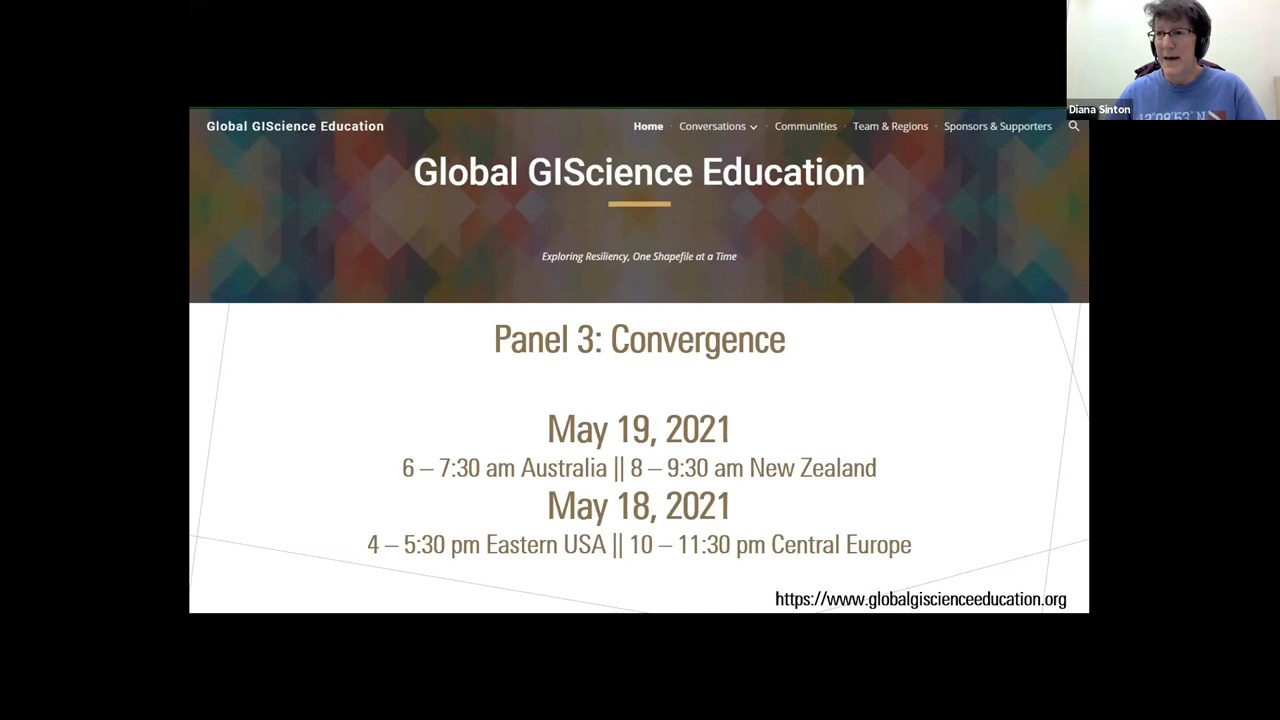 Diana Sinton
12°08'53" N
Global GIScience Education
Home · Conversations · Communities · Team & Regions · Sponsors & Supporters
Global GIScience Education
Exploring Resiliency, One Shapefile at a Time
Panel 3: Convergence
May 19, 2021
6 – 7:30 am Australia || 8 – 9:30 am New Zealand
May 18, 2021
4 – 5:30 pm Eastern USA || 10 – 11:30 pm Central Europe
https://www.globalgiscienceeducation.org